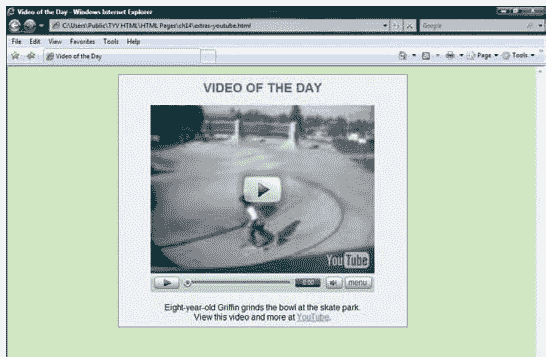 Video of the Day - Windows Internet Explorer
C:\Users\Public\TYV HTML\HTML Pages\ch14\extras-youtube.html
Google
File Edit View Favorites Tools Help
Video of the Day
Page Tools
VIDEO OF THE DAY
YouTube
0:00 menu
Eight-year-old Griffin grinds the bowl at the skate park.
View this video and more at YouTube.